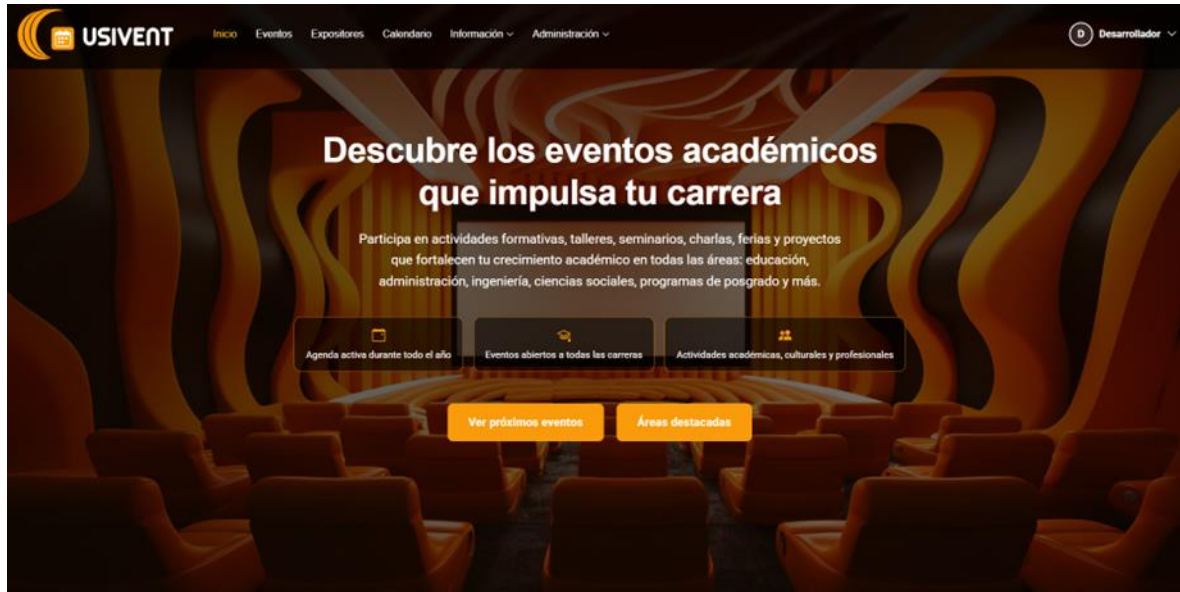 USIVENT
Inicio Eventos Expositores Calendario Información Administración
D Desarrollador
Descubre los eventos académicos
que impulsa tu carrera
Participa en actividades formativas, talleres, seminarios, charlas, ferias y proyectos
que fortalecen tu crecimiento académico en todas las áreas: educación,
administración, ingeniería, ciencias sociales, programas de posgrado y más.
Agenda activa durante todo el año
Eventos abiertos a todas las carreras
Actividades académicas, culturales y profesionales
Ver próximos eventos
Áreas destacadas